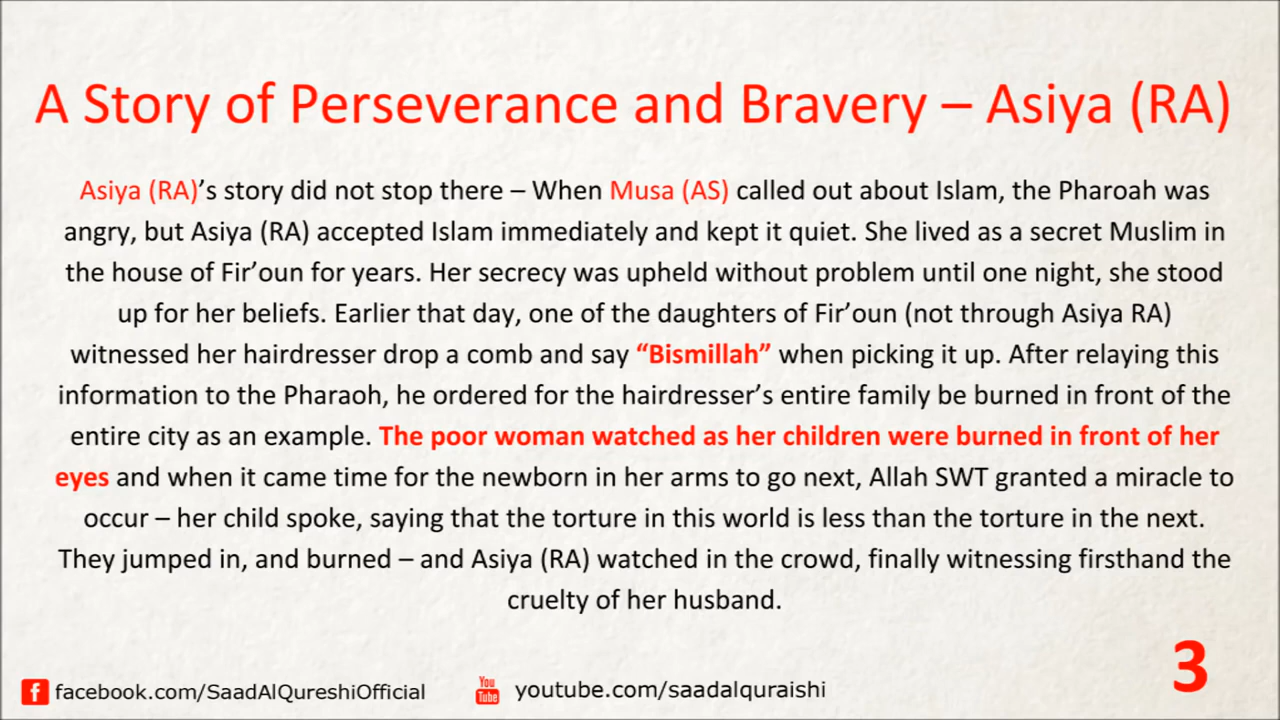 A Story of Perseverance and Bravery – Asiya (RA)
Asiya (RA)’s story did not stop there – When Musa (AS) called out about Islam, the Pharoah was
angry, but Asiya (RA) accepted Islam immediately and kept it quiet. She lived as a secret Muslim in
the house of Fir’oun for years. Her secrecy was upheld without problem until one night, she stood
up for her beliefs. Earlier that day, one of the daughters of Fir’oun (not through Asiya RA)
witnessed her hairdresser drop a comb and say “Bismillah” when picking it up. After relaying this
information to the Pharaoh, he ordered for the hairdresser’s entire family be burned in front of the
entire city as an example. The poor woman watched as her children were burned in front of her
eyes and when it came time for the newborn in her arms to go next, Allah SWT granted a miracle to
occur – her child spoke, saying that the torture in this world is less than the torture in the next.
They jumped in, and burned – and Asiya (RA) watched in the crowd, finally witnessing firsthand the
cruelty of her husband.
3
f facebook.com/SaadAlQureshiOfficial
You Tube youtube.com/saadalquraishi